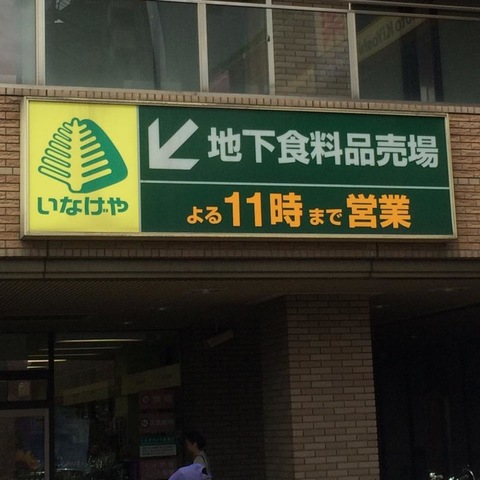 いなげや
地下食料品売場
よる11時まで営業